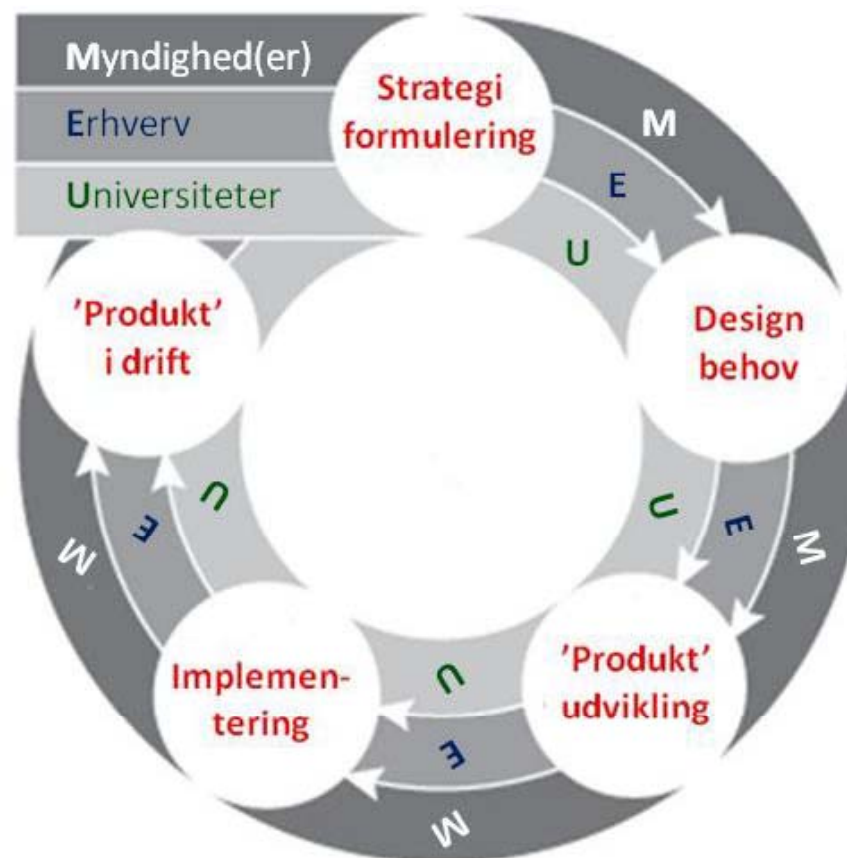 Myndighed(er)
Erhverv
Universiteter
Strategi
formulering
M
E
U
Design
behov
U
E
M
'Produkt'
udvikling
U
E
M
Implemen-
tering
U
E
M
'Produkt'
i drift